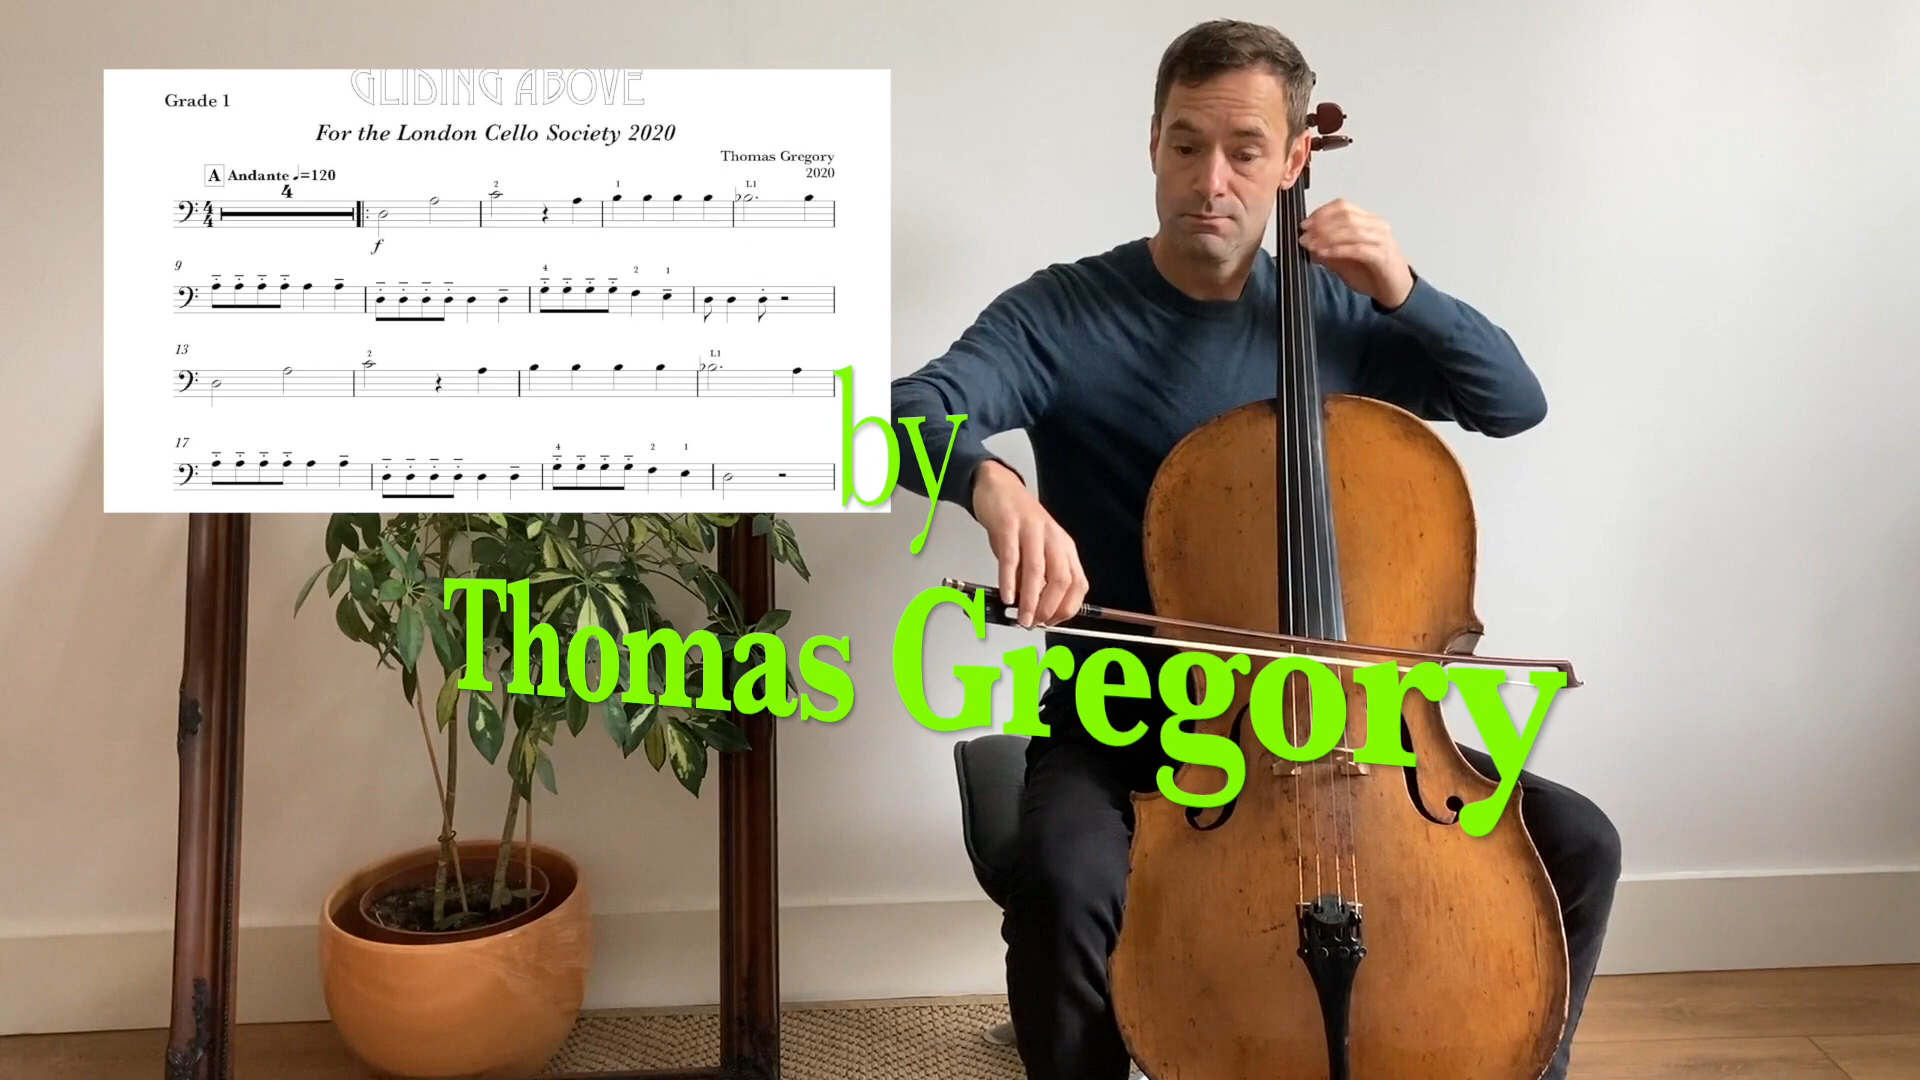 GLIDING ABOVE
Grade 1
For the London Cello Society 2020
Thomas Gregory
2020
A Andante ♩=120
4
2
1
L1
f
9
4 2 1
13
2
L1
17
4 2 1
by
Thomas Gregory